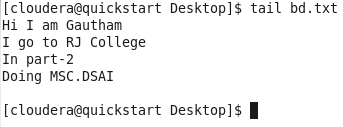 [cloudera@quickstart Desktop]$ tail bd.txt
Hi I am Gautham
I go to RJ College
In part-2
Doing MSC.DSAI
[cloudera@quickstart Desktop]$